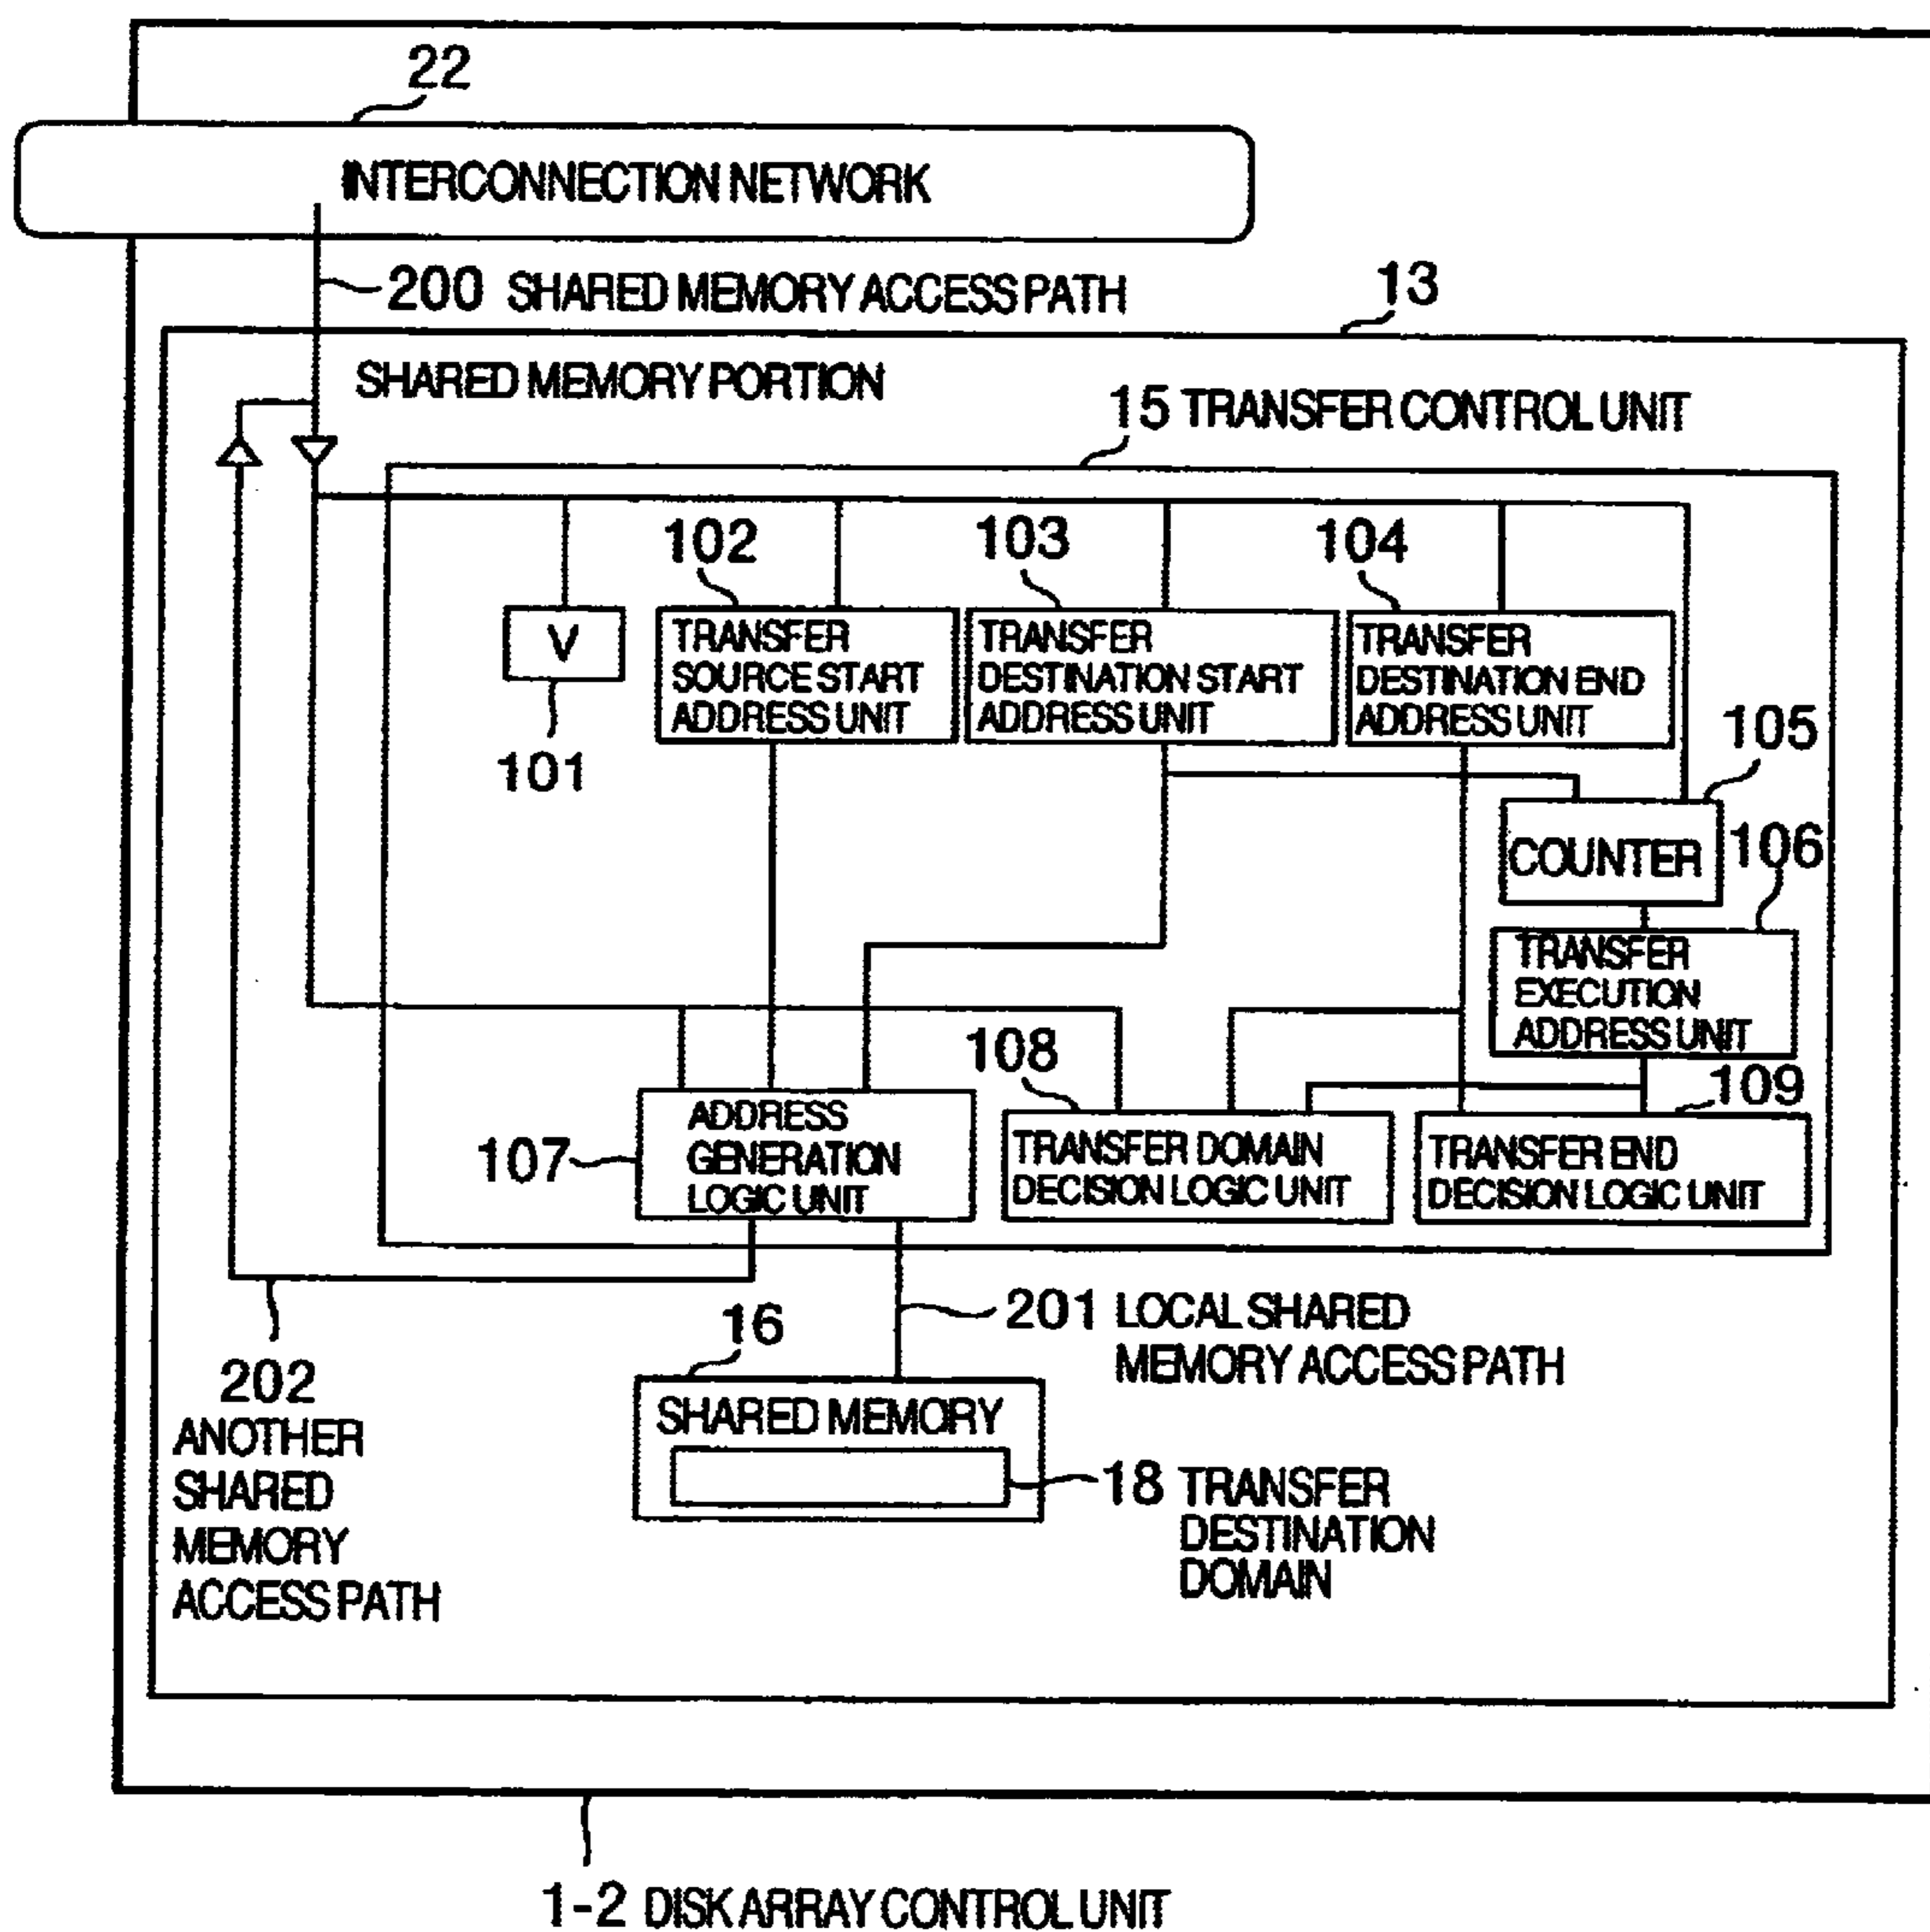 22
INTERCONNECTION NETWORK
200 SHARED MEMORY ACCESS PATH
13
SHARED MEMORY PORTION
15 TRANSFER CONTROL UNIT
102
103
104
V
TRANSFER
SOURCE START
ADDRESS UNIT
TRANSFER
DESTINATION START
ADDRESS UNIT
TRANSFER
DESTINATION END
ADDRESS UNIT
101
105
COUNTER
106
TRANSFER
EXECUTION
ADDRESS UNIT
108
109
107
ADDRESS
GENERATION
LOGIC UNIT
TRANSFER DOMAIN
DECISION LOGIC UNIT
TRANSFER END
DECISION LOGIC UNIT
201 LOCAL SHARED
MEMORY ACCESS PATH
16
202
ANOTHER
SHARED
MEMORY
ACCESS PATH
SHARED MEMORY
18 TRANSFER
DESTINATION
DOMAIN
1-2 DISK ARRAY CONTROL UNIT